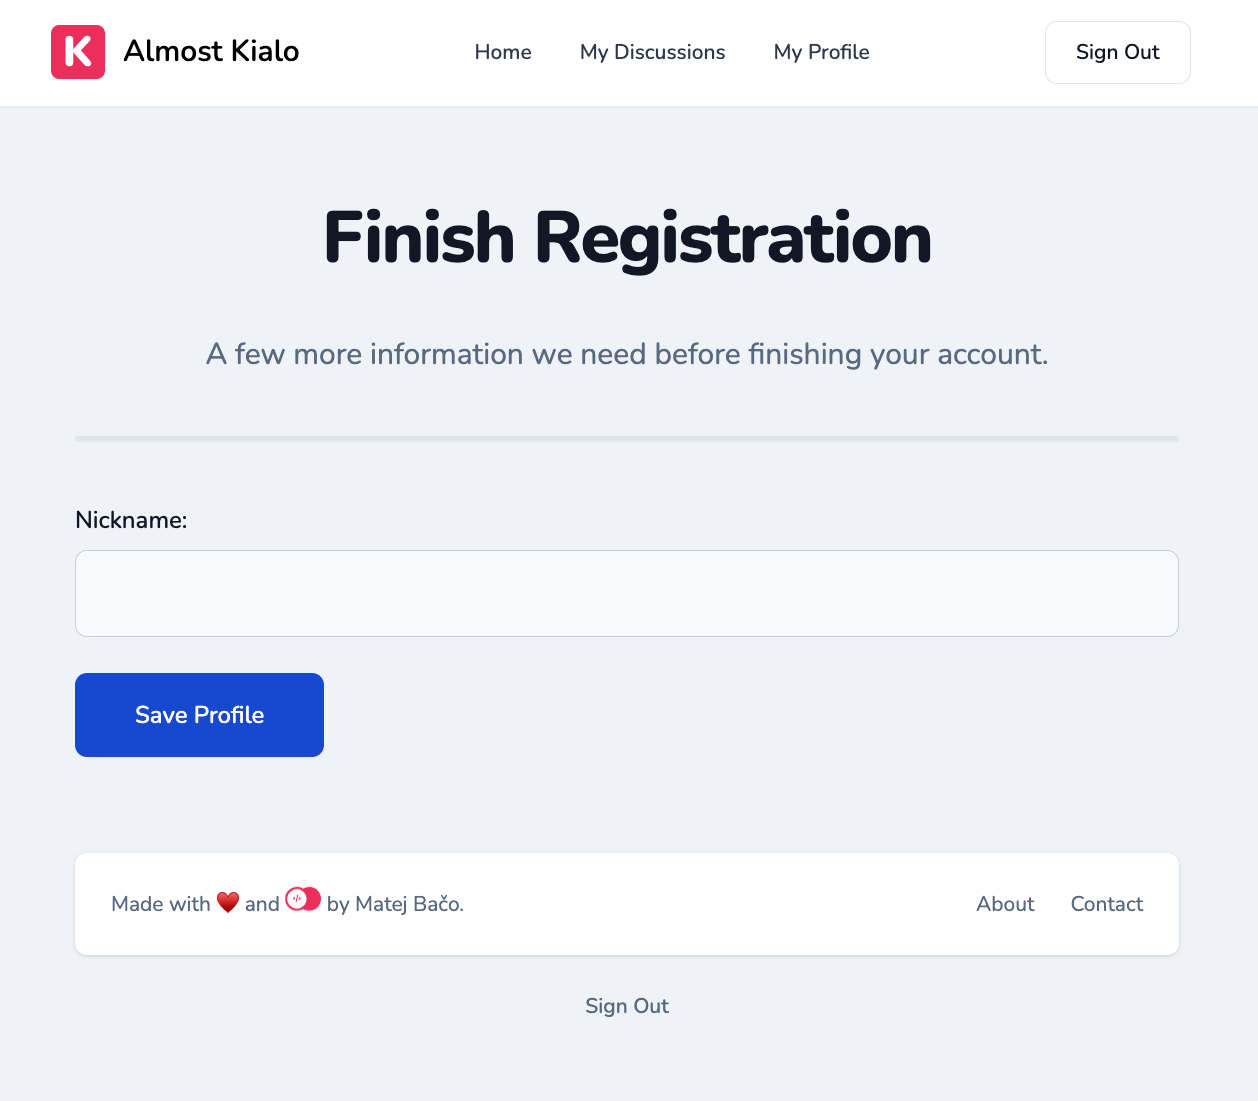 K Almost Kialo Home My Discussions My Profile Sign Out
Finish Registration
A few more information we need before finishing your account.
Nickname:
Save Profile
Made with ❤️ and </> by Matej Bačo. About Contact
Sign Out